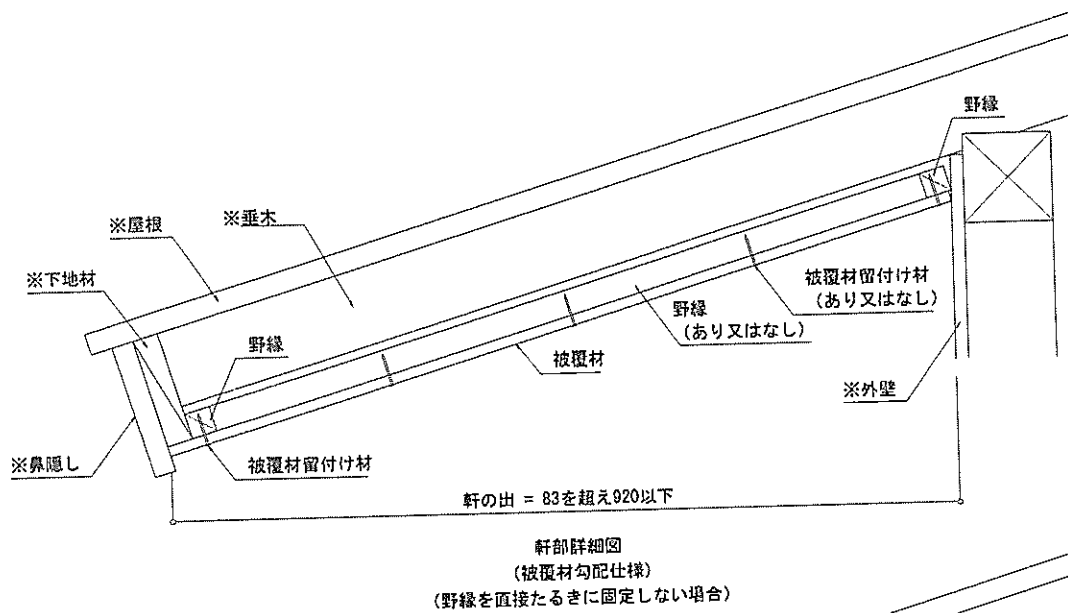 野縁
※垂木
※屋根
※下地材
被覆材留付け材
(あり又はなし)
野縁
(あり又はなし)
野縁
被覆材
※外壁
※鼻隠し
被覆材留付け材
軒の出 = 83を超え920以下
軒部詳細図
(被覆材勾配仕様)
(野縁を直接たるきに固定しない場合)